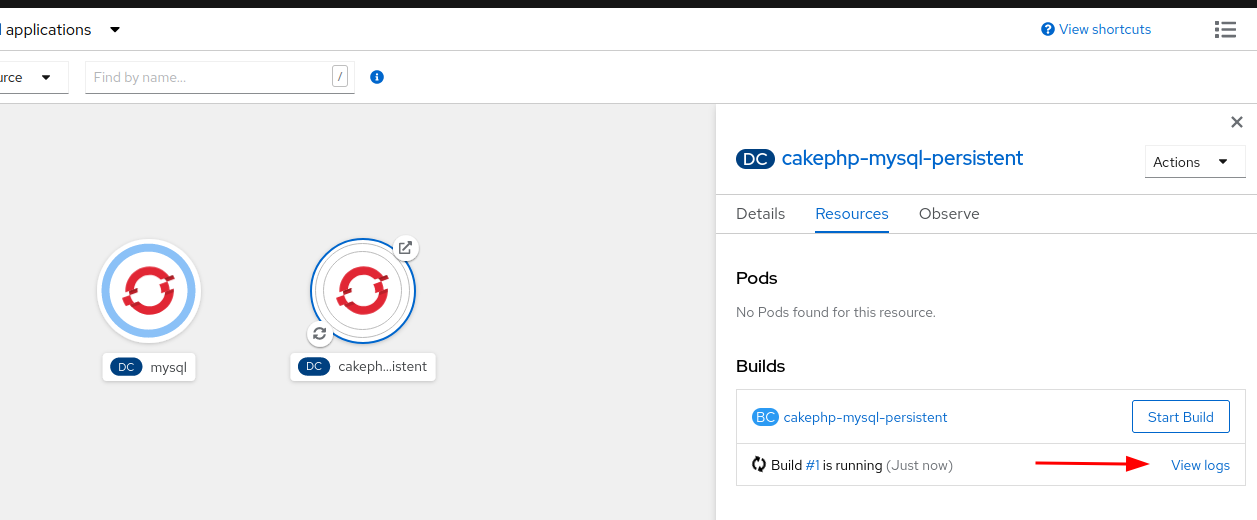 applications
View shortcuts
Find by name...
/
DC cakephp-mysql-persistent
Actions
Details Resources Observe
Pods
No Pods found for this resource.
Builds
BC cakephp-mysql-persistent
Start Build
Build #1 is running (Just now)
View logs
DC mysql
DC cakeph...istent